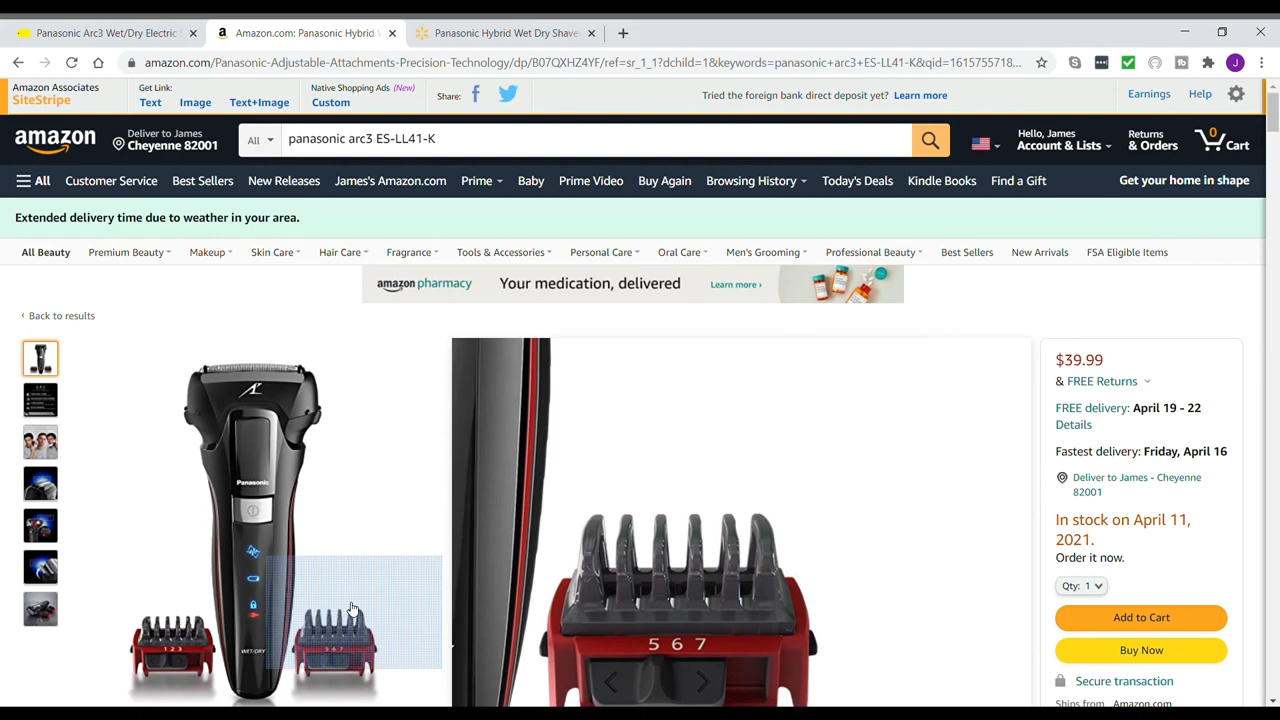 Panasonic Arc3 Wet/Dry Electric
Amazon.com: Panasonic Hybrid
Panasonic Hybrid Wet Dry Shave
amazon.com/Panasonic-Adjustable-Attachments-Precision-Technology/dp/B07QXHZ4YF/ref=sr_1_1?dchild=1&keywords=panasonic+arc3+ES-LL41-K&qid=1615755718...
J
Amazon Associates
SiteStripe
Get Link:
Text
Image
Text+Image
Native Shopping Ads (New)
Custom
Share:
Tried the foreign bank direct deposit yet? Learn more
Earnings
Help
amazon
Deliver to James
Cheyenne 82001
All
panasonic arc3 ES-LL41-K
Hello, James
Account & Lists
Returns
& Orders
0
Cart
All
Customer Service
Best Sellers
New Releases
James's Amazon.com
Prime
Baby
Prime Video
Buy Again
Browsing History
Today's Deals
Kindle Books
Find a Gift
Get your home in shape
Extended delivery time due to weather in your area.
All Beauty
Premium Beauty
Makeup
Skin Care
Hair Care
Fragrance
Tools & Accessories
Personal Care
Oral Care
Men's Grooming
Professional Beauty
Best Sellers
New Arrivals
FSA Eligible Items
amazon pharmacy
Your medication, delivered
Learn more ›
‹ Back to results
Panasonic
WET/DRY
1 2 3
5 6 7
5 6 7
$39.99
& FREE Returns
FREE delivery: April 19 - 22
Details
Fastest delivery: Friday, April 16
Deliver to James - Cheyenne
82001
In stock on April 11,
2021.
Order it now.
Qty: 1
Add to Cart
Buy Now
Secure transaction
Ships from Amazon.com